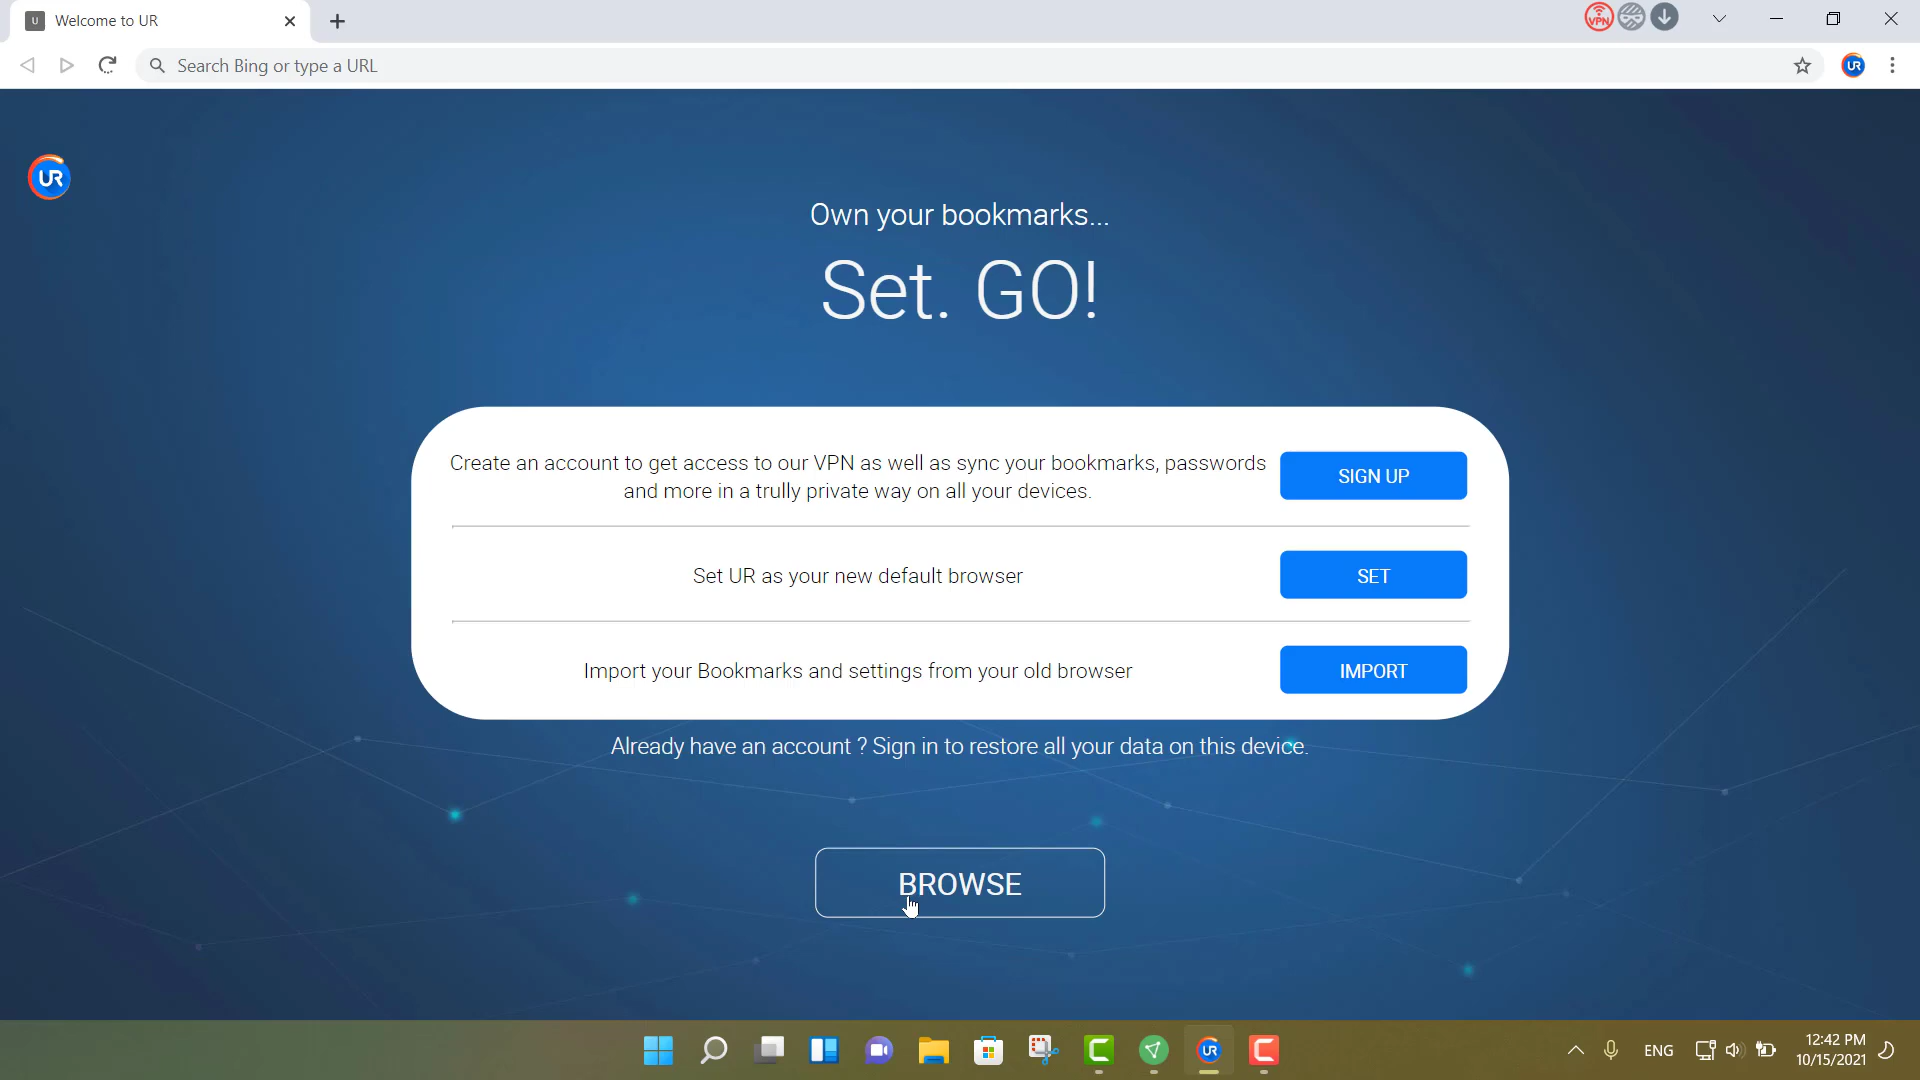 U Welcome to UR
VPN
Search Bing or type a URL
UR
UR
Own your bookmarks...
Set. GO!
Create an account to get access to our VPN as well as sync your bookmarks, passwords
and more in a trully private way on all your devices.
SIGN UP
Set UR as your new default browser
SET
Import your Bookmarks and settings from your old browser
IMPORT
Already have an account ? Sign in to restore all your data on this device.
BROWSE
UR
ENG
12:42 PM
10/15/2021